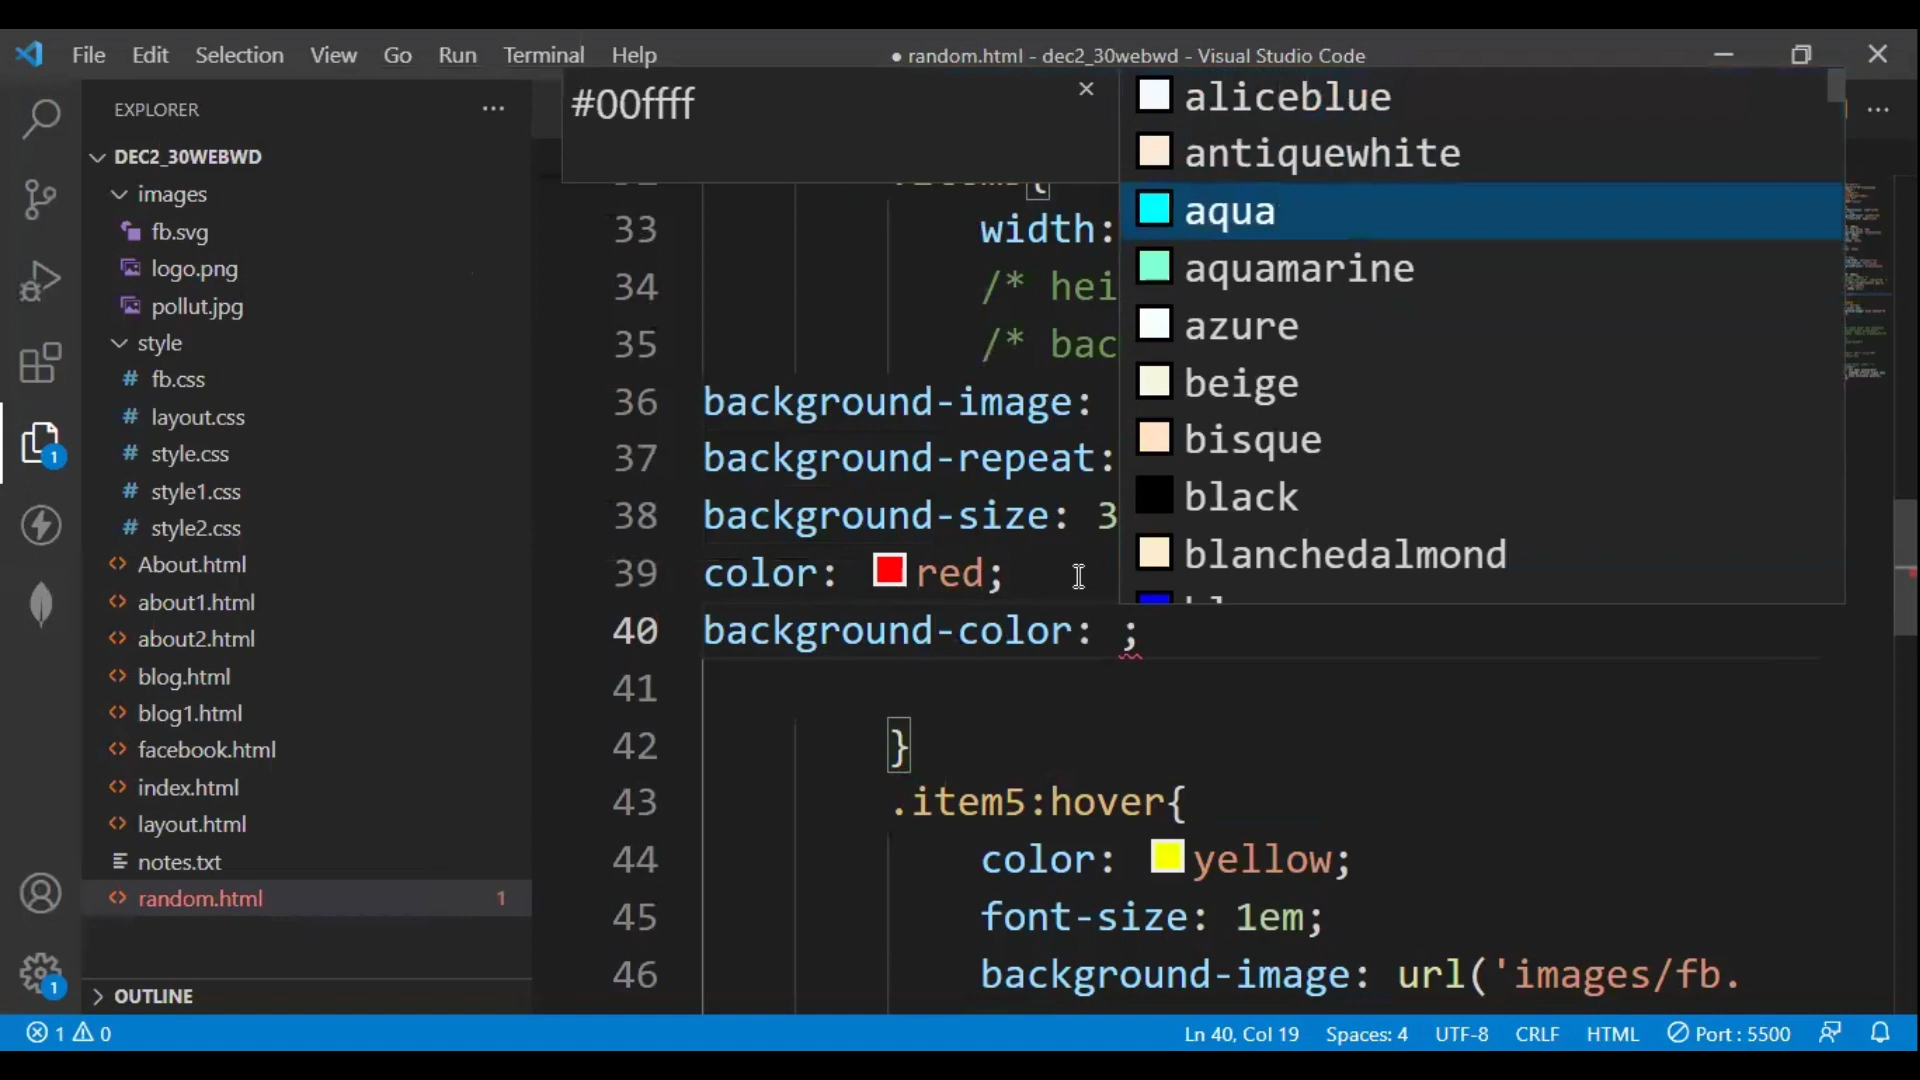 File Edit Selection View Go Run Terminal Help
● random.html - dec2_30webwd - Visual Studio Code
EXPLORER
DEC2_30WEBWD
images
fb.svg
logo.png
pollut.jpg
style
# fb.css
# layout.css
# style.css
# style1.css
# style2.css
<> About.html
<> about1.html
<> about2.html
<> blog.html
<> blog1.html
<> facebook.html
<> index.html
<> layout.html
notes.txt
<> random.html 1
OUTLINE
#00ffff
aliceblue
antiquewhite
aqua
aquamarine
azure
beige
bisque
black
blanchedalmond
33 width:
34 /* hei
35 /* bac
36 background-image:
37 background-repeat:
38 background-size: 3
39 color: red;
40 background-color: ;
41
42 }
43 .item5:hover{
44 color: yellow;
45 font-size: 1em;
46 background-image: url('images/fb.
1
1
1 0
Ln 40, Col 19 Spaces: 4 UTF-8 CRLF HTML Port : 5500